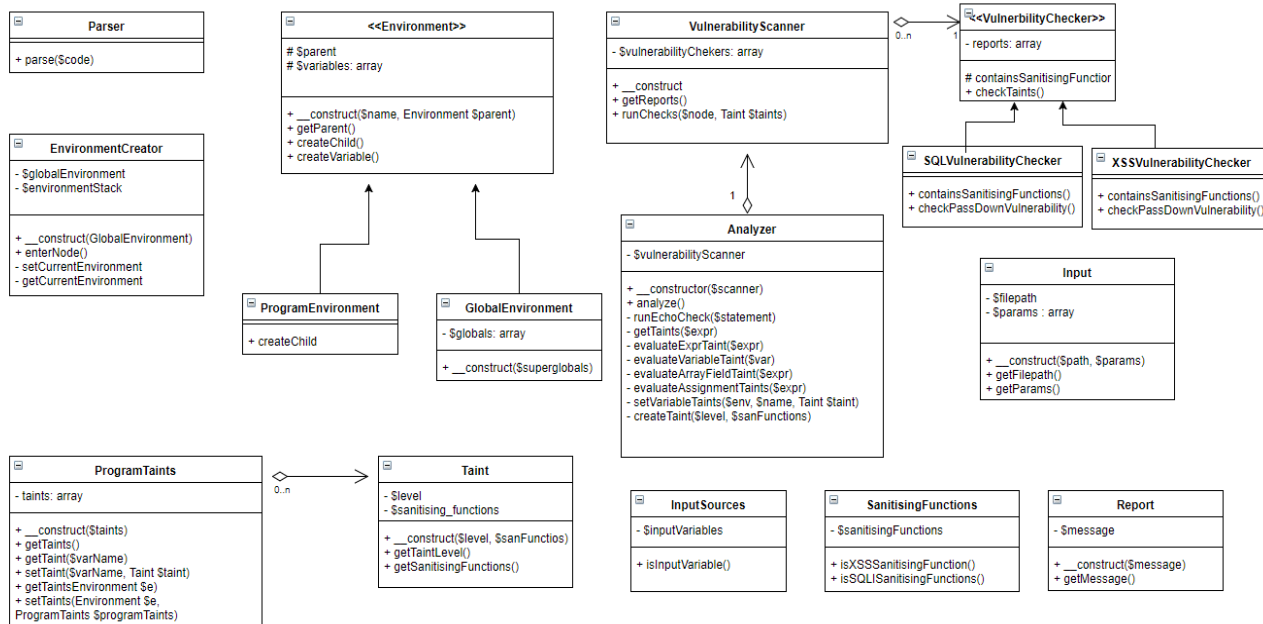 Parser
+ parse($code)
<<Environment>>
# $parent
# $variables: array
+ __construct($name, Environment $parent)
+ getParent()
+ createChild()
+ createVariable()
VulnerabilityScanner
- $vulnerabilityChekers: array
+ __construct
+ getReports()
+ runChecks($node, Taint $taints)
0..n
1
<<VulnerbilityChecker>>
- reports: array
# containsSanitisingFunction
+ checkTaints()
EnvironmentCreator
- $globalEnvironment
- $environmentStack
+ __construct(GlobalEnvironment)
+ enterNode()
- setCurrentEnvironment
- getCurrentEnvironment
SQLVulnerabilityChecker
+ containsSanitisingFunctions()
+ checkPassDownVulnerability()
XSSVulnerabilityChecker
+ containsSanitisingFunctions()
+ checkPassDownVulnerability()
1
Analyzer
- $vulnerabilityScanner
+ __constructor($scanner)
+ analyze()
- runEchoCheck($statement)
- getTaints($expr)
- evaluateExprTaint($expr)
- evaluateVariableTaint($var)
- evaluateArrayFieldTaint($expr)
- evaluateAssignmentTaints($expr)
- setVariableTaints($env, $name, Taint $taint)
- createTaint($level, $sanFunctions)
ProgramEnvironment
+ createChild
GlobalEnvironment
- $globals: array
+ __construct($superglobals)
Input
- $filepath
- $params : array
+ __construct($path, $params)
+ getFilepath()
+ getParams()
ProgramTaints
- taints: array
+ __construct($taints)
+ getTaints()
+ getTaint($varName)
+ setTaint($varName, Taint $taint)
+ getTaintsEnvironment $e)
+ setTaints(Environment $e,
ProgramTaints $programTaints)
0..n
Taint
- $level
- $sanitising_functions
+ __construct($level, $sanFunctios)
+ getTaintLevel()
+ getSanitisingFunctions()
InputSources
- $inputVariables
+ isInputVariable()
SanitisingFunctions
- $sanitisingFunctions
+ isXSSSanitisingFunction()
+ isSQLISanitisingFunctions()
Report
- $message
+ __construct($message)
+ getMessage()